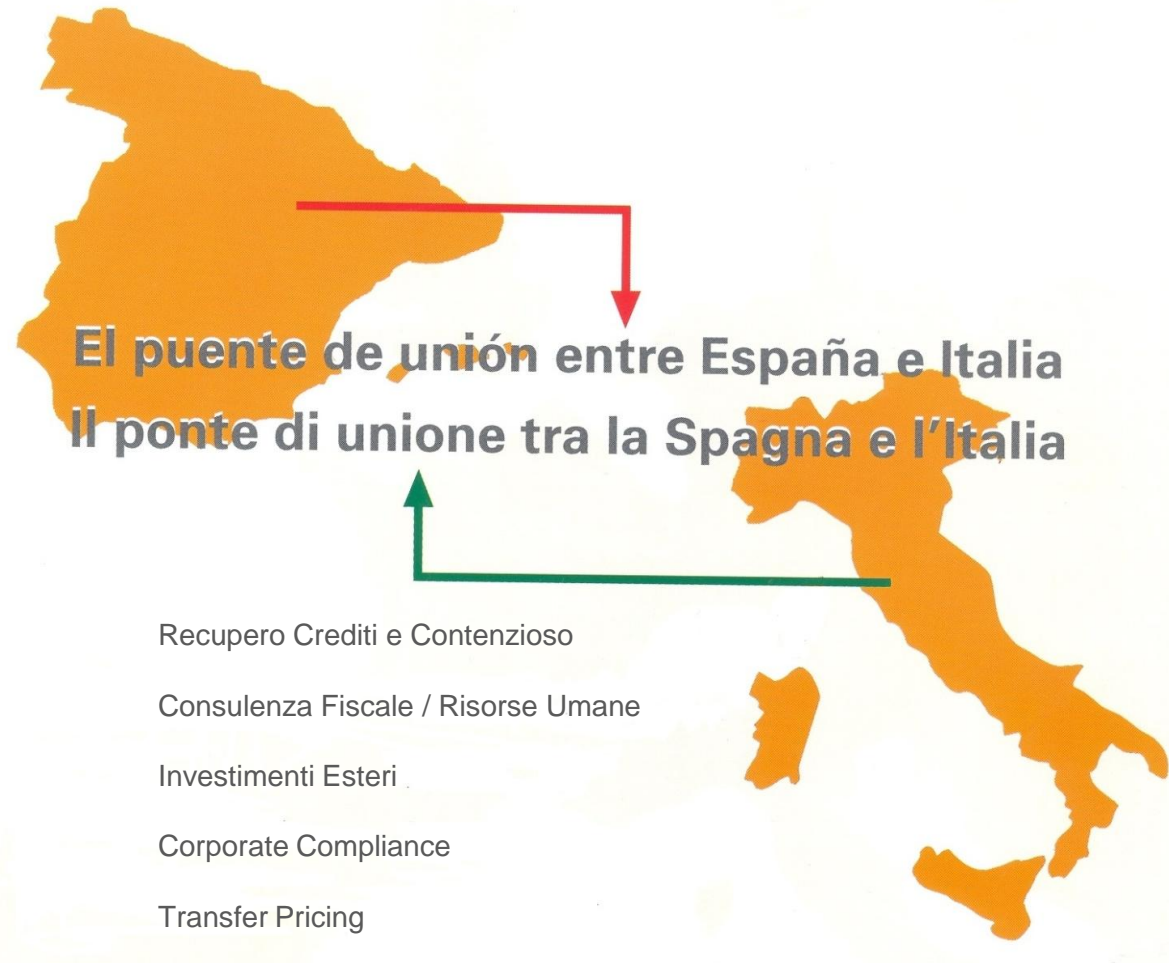 El puente de unión entre España e Italia
Il ponte di unione tra la Spagna e l'Italia
Recupero Crediti e Contenzioso
Consulenza Fiscale / Risorse Umane
Investimenti Esteri
Corporate Compliance
Transfer Pricing